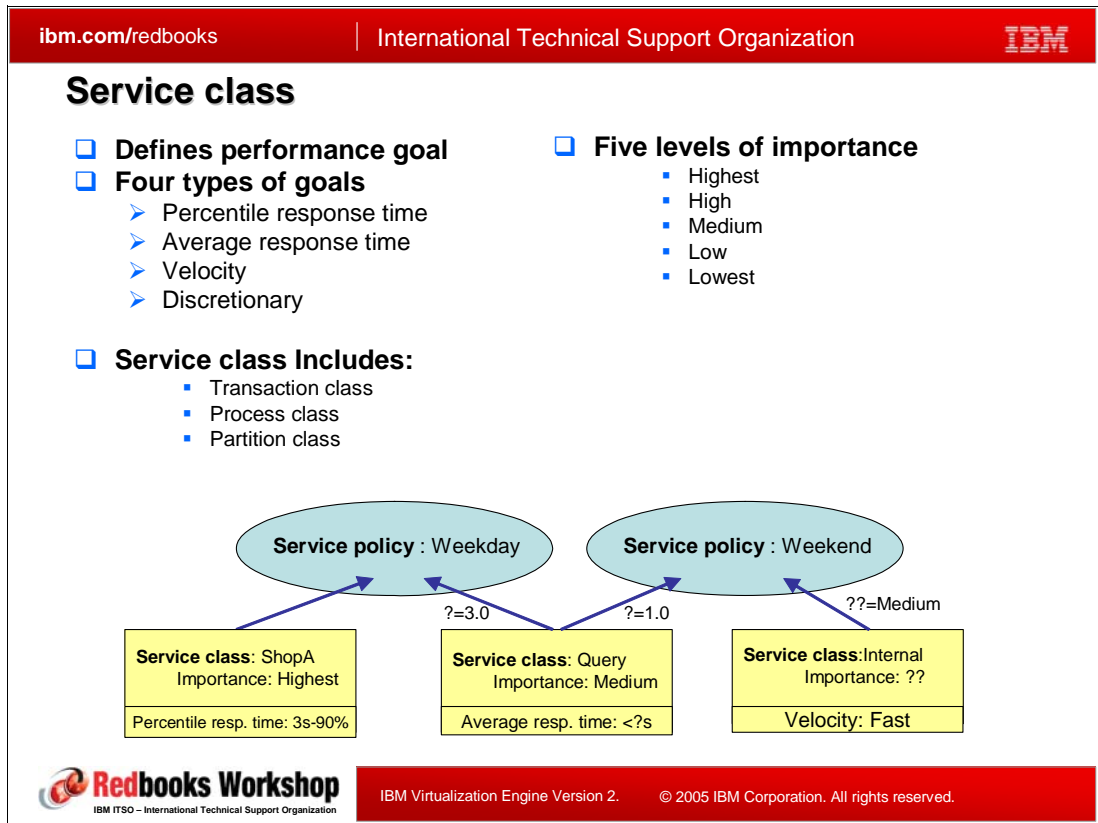 ibm.com/redbooks
International Technical Support Organization
IBM
Service class
Defines performance goal
Four types of goals
Percentile response time
Average response time
Velocity
Discretionary
Service class Includes:
Transaction class
Process class
Partition class
Five levels of importance
Highest
High
Medium
Low
Lowest
Service policy : Weekday
Service policy : Weekend
?=3.0
?=1.0
??=Medium
Service class: ShopA
Importance: Highest
Percentile resp. time: 3s-90%
Service class: Query
Importance: Medium
Average resp. time: <?s
Service class:Internal
Importance: ??
Velocity: Fast
Redbooks Workshop
IBM ITSO – International Technical Support Organization
IBM Virtualization Engine Version 2.
© 2005 IBM Corporation. All rights reserved.